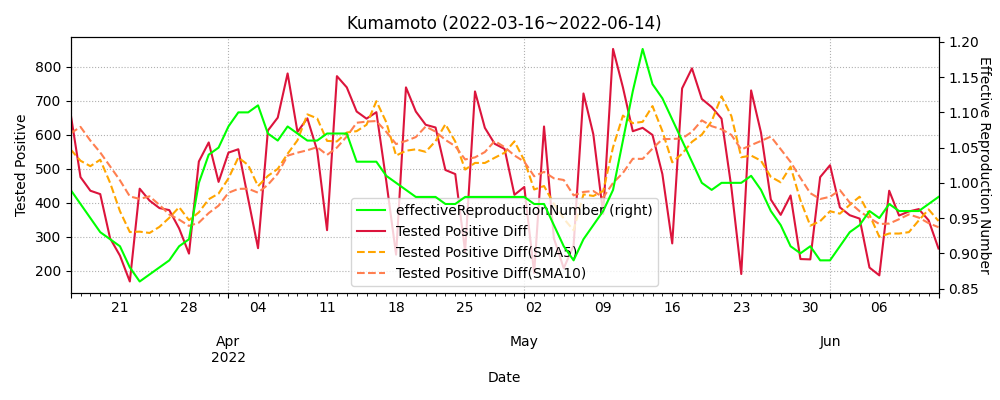 Kumamoto (2022-03-16~2022-06-14)
Tested Positive
800
700
600
500
400
300
200
1.20
1.15
1.10
1.05
1.00
0.95
0.90
0.85
Effective Reproduction Number
effectiveReproductionNumber (right)
Tested Positive Diff
Tested Positive Diff(SMA5)
Tested Positive Diff(SMA10)
21 28 04 11 18 25 02 09 16 23 30 06
Apr May Jun
2022
Date